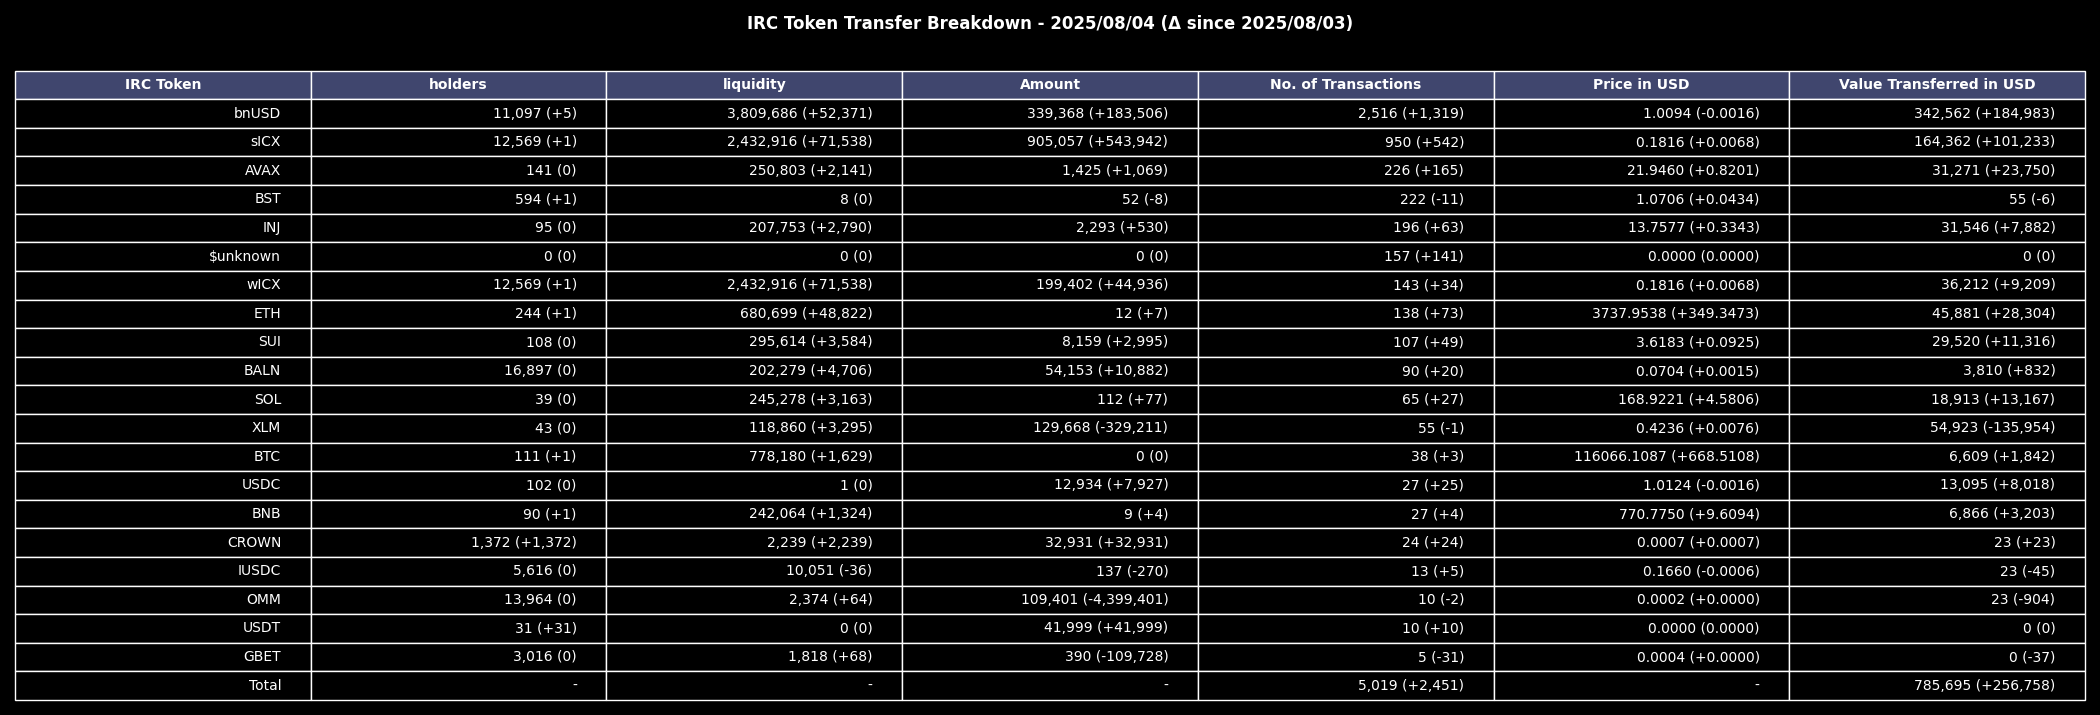 IRC Token Transfer Breakdown - 2025/08/04 (Δ since 2025/08/03)
IRC Token holders liquidity Amount No. of Transactions Price in USD Value Transferred in USD
bnUSD 11,097 (+5) 3,809,686 (+52,371) 339,368 (+183,506) 2,516 (+1,319) 1.0094 (-0.0016) 342,562 (+184,983)
sICX 12,569 (+1) 2,432,916 (+71,538) 905,057 (+543,942) 950 (+542) 0.1816 (+0.0068) 164,362 (+101,233)
AVAX 141 (0) 250,803 (+2,141) 1,425 (+1,069) 226 (+165) 21.9460 (+0.8201) 31,271 (+23,750)
BST 594 (+1) 8 (0) 52 (-8) 222 (-11) 1.0706 (+0.0434) 55 (-6)
INJ 95 (0) 207,753 (+2,790) 2,293 (+530) 196 (+63) 13.7577 (+0.3343) 31,546 (+7,882)
$unknown 0 (0) 0 (0) 0 (0) 157 (+141) 0.0000 (0.0000) 0 (0)
wICX 12,569 (+1) 2,432,916 (+71,538) 199,402 (+44,936) 143 (+34) 0.1816 (+0.0068) 36,212 (+9,209)
ETH 244 (+1) 680,699 (+48,822) 12 (+7) 138 (+73) 3737.9538 (+349.3473) 45,881 (+28,304)
SUI 108 (0) 295,614 (+3,584) 8,159 (+2,995) 107 (+49) 3.6183 (+0.0925) 29,520 (+11,316)
BALN 16,897 (0) 202,279 (+4,706) 54,153 (+10,882) 90 (+20) 0.0704 (+0.0015) 3,810 (+832)
SOL 39 (0) 245,278 (+3,163) 112 (+77) 65 (+27) 168.9221 (+4.5806) 18,913 (+13,167)
XLM 43 (0) 118,860 (+3,295) 129,668 (-329,211) 55 (-1) 0.4236 (+0.0076) 54,923 (-135,954)
BTC 111 (+1) 778,180 (+1,629) 0 (0) 38 (+3) 116066.1087 (+668.5108) 6,609 (+1,842)
USDC 102 (0) 1 (0) 12,934 (+7,927) 27 (+25) 1.0124 (-0.0016) 13,095 (+8,018)
BNB 90 (+1) 242,064 (+1,324) 9 (+4) 27 (+4) 770.7750 (+9.6094) 6,866 (+3,203)
CROWN 1,372 (+1,372) 2,239 (+2,239) 32,931 (+32,931) 24 (+24) 0.0007 (+0.0007) 23 (+23)
IUSDC 5,616 (0) 10,051 (-36) 137 (-270) 13 (+5) 0.1660 (-0.0006) 23 (-45)
OMM 13,964 (0) 2,374 (+64) 109,401 (-4,399,401) 10 (-2) 0.0002 (+0.0000) 23 (-904)
USDT 31 (+31) 0 (0) 41,999 (+41,999) 10 (+10) 0.0000 (0.0000) 0 (0)
GBET 3,016 (0) 1,818 (+68) 390 (-109,728) 5 (-31) 0.0004 (+0.0000) 0 (-37)
Total - - - 5,019 (+2,451) - 785,695 (+256,758)